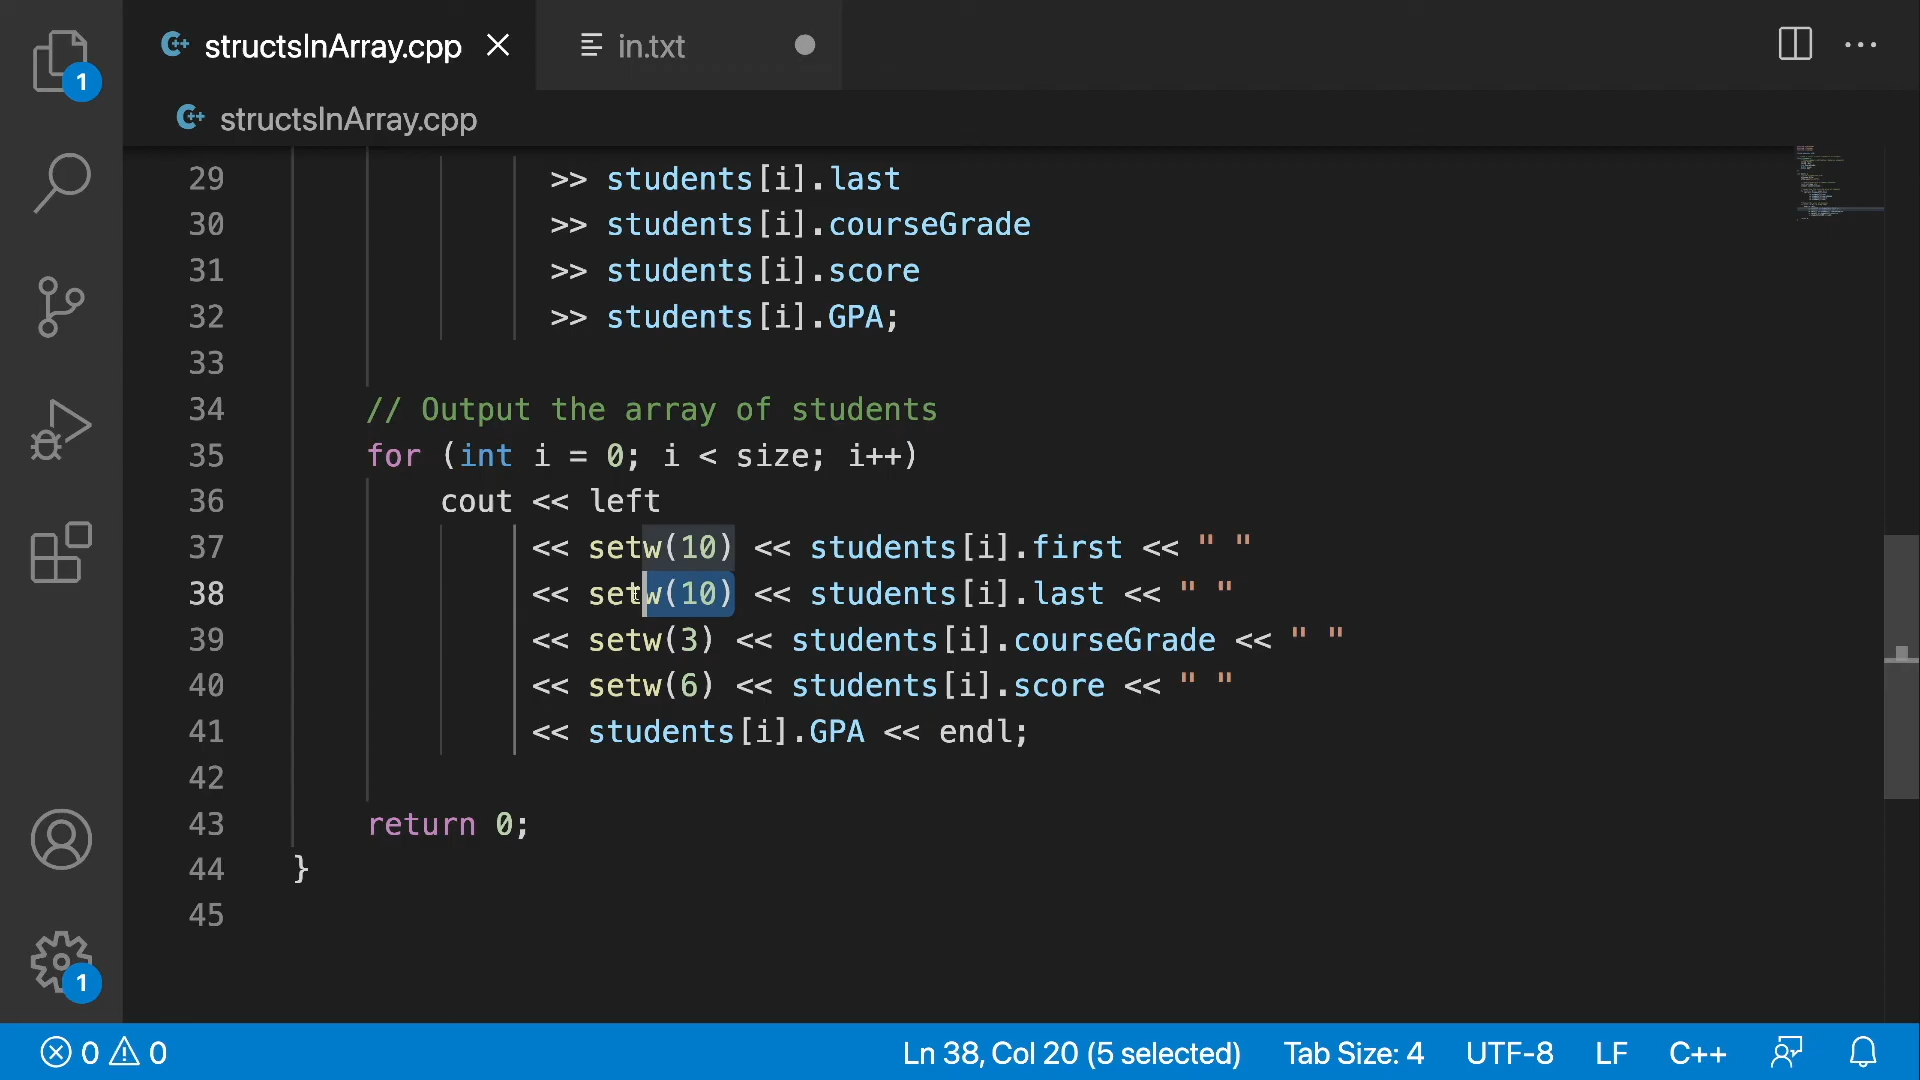 structsInArray.cpp
in.txt
1
structsInArray.cpp
29 >> students[i].last
30 >> students[i].courseGrade
31 >> students[i].score
32 >> students[i].GPA;
33
34 // Output the array of students
35 for (int i = 0; i < size; i++)
36 cout << left
37 << setw(10) << students[i].first << " "
38 << setw(10) << students[i].last << " "
39 << setw(3) << students[i].courseGrade << " "
40 << setw(6) << students[i].score << " "
41 << students[i].GPA << endl;
42
43 return 0;
44 }
45
1
0 0 Ln 38, Col 20 (5 selected) Tab Size: 4 UTF-8 LF C++